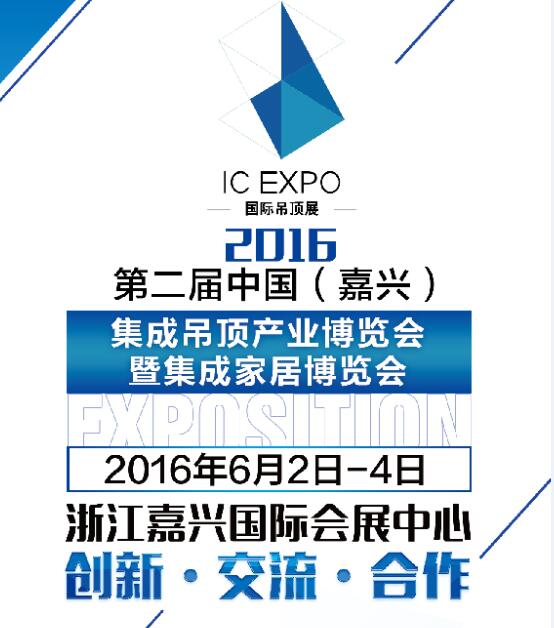 IC EXPO
国际吊顶展
2016
第二届中国（嘉兴）
集成吊顶产业博览会
暨集成家居博览会
EXPOSITION
2016年6月2日-4日
浙江嘉兴国际会展中心
创新·交流·合作